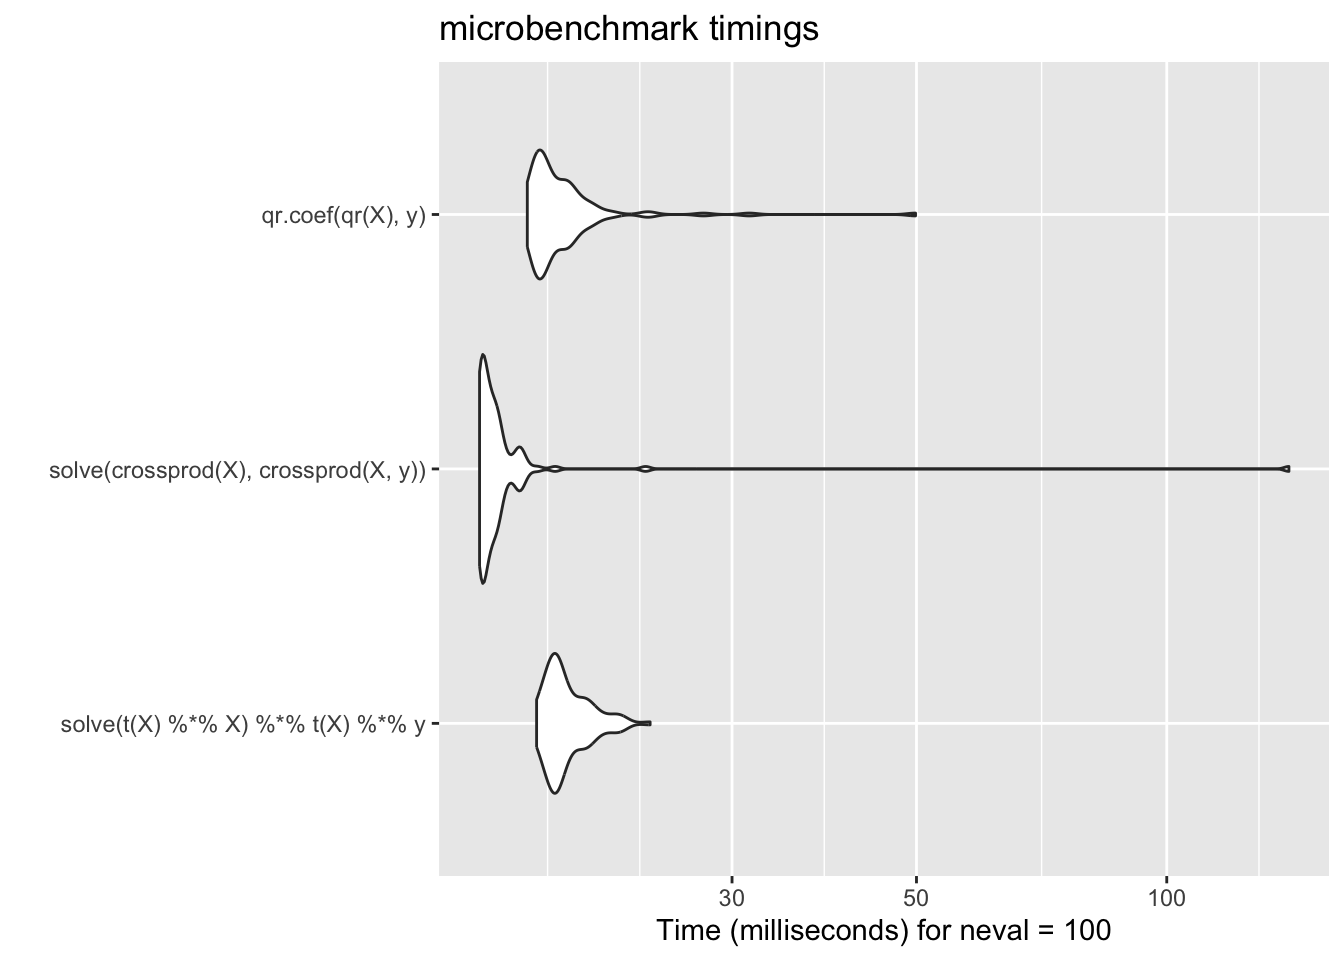 microbenchmark timings
qr.coef(qr(X), y)
solve(crossprod(X), crossprod(X, y))
solve(t(X) %*% X) %*% t(X) %*% y
30 50 100
Time (milliseconds) for neval = 100